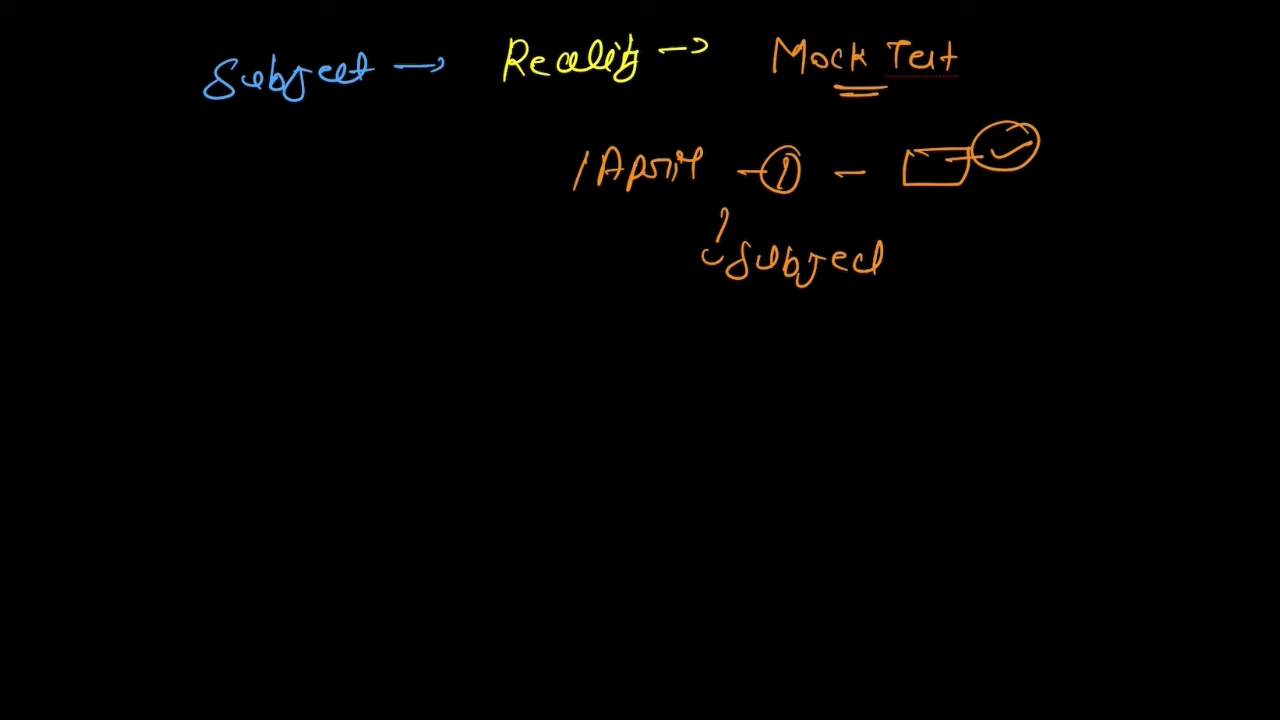 Subject → Reality → Mock Test
1 April - ① -
Subject